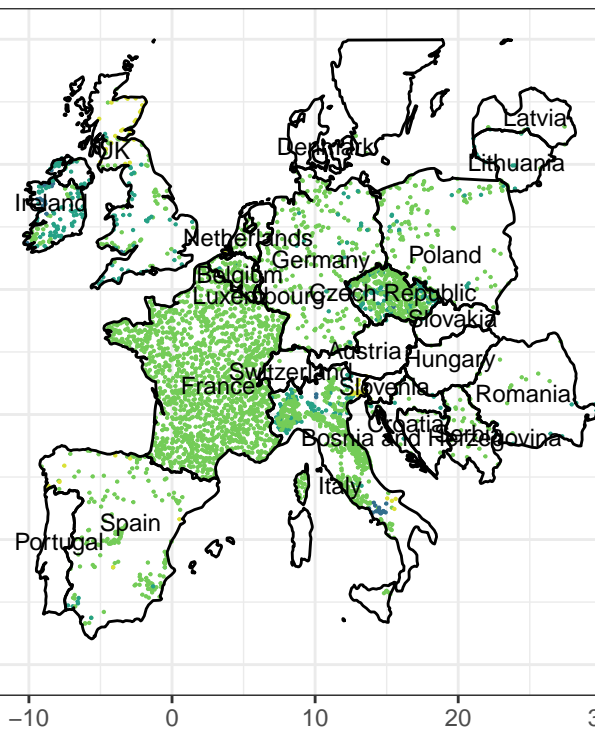 Latvia
UK
Denmark
Lithuania
Ireland
Netherlands
Germany
Poland
Belgium
Luxembourg
Czech Republic
Slovakia
Austria
Hungary
Switzerland
France
Slovenia
Romania
Croatia
Bosnia and Herzegovina
Italy
Spain
Portugal
−10 0 10 20